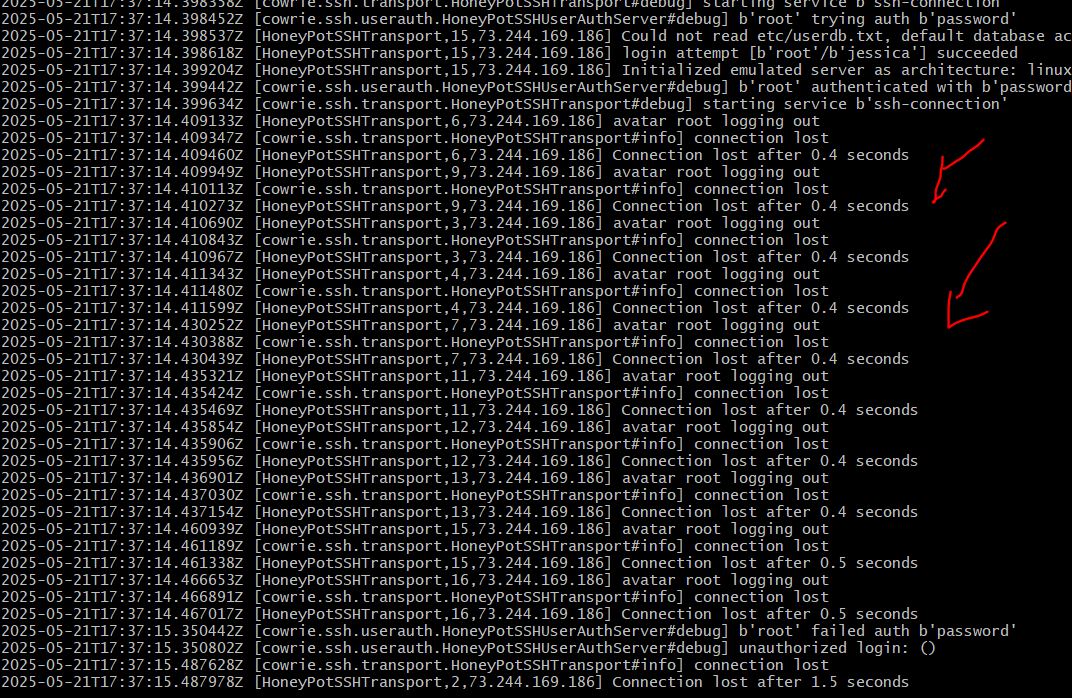 2025-05-21T17:37:14.398358Z [cowrie.ssh.transport.HoneyPotSSHTransport#debug] starting service b'ssh-connection'
2025-05-21T17:37:14.398452Z [cowrie.ssh.userauth.HoneyPotSSHUserAuthServer#debug] b'root' trying auth b'password'
2025-05-21T17:37:14.398537Z [HoneyPotSSHTransport,15,73.244.169.186] Could not read etc/userdb.txt, default database ac
2025-05-21T17:37:14.398618Z [HoneyPotSSHTransport,15,73.244.169.186] login attempt [b'root'/b'jessica'] succeeded
2025-05-21T17:37:14.399204Z [HoneyPotSSHTransport,15,73.244.169.186] Initialized emulated server as architecture: linux
2025-05-21T17:37:14.399442Z [cowrie.ssh.userauth.HoneyPotSSHUserAuthServer#debug] b'root' authenticated with b'password
2025-05-21T17:37:14.399634Z [cowrie.ssh.transport.HoneyPotSSHTransport#debug] starting service b'ssh-connection'
2025-05-21T17:37:14.409133Z [HoneyPotSSHTransport,6,73.244.169.186] avatar root logging out
2025-05-21T17:37:14.409347Z [cowrie.ssh.transport.HoneyPotSSHTransport#info] connection lost
2025-05-21T17:37:14.409460Z [HoneyPotSSHTransport,6,73.244.169.186] Connection lost after 0.4 seconds
2025-05-21T17:37:14.409949Z [HoneyPotSSHTransport,9,73.244.169.186] avatar root logging out
2025-05-21T17:37:14.410113Z [cowrie.ssh.transport.HoneyPotSSHTransport#info] connection lost
2025-05-21T17:37:14.410273Z [HoneyPotSSHTransport,9,73.244.169.186] Connection lost after 0.4 seconds
2025-05-21T17:37:14.410690Z [HoneyPotSSHTransport,3,73.244.169.186] avatar root logging out
2025-05-21T17:37:14.410843Z [cowrie.ssh.transport.HoneyPotSSHTransport#info] connection lost
2025-05-21T17:37:14.410967Z [HoneyPotSSHTransport,3,73.244.169.186] Connection lost after 0.4 seconds
2025-05-21T17:37:14.411343Z [HoneyPotSSHTransport,4,73.244.169.186] avatar root logging out
2025-05-21T17:37:14.411480Z [cowrie.ssh.transport.HoneyPotSSHTransport#info] connection lost
2025-05-21T17:37:14.411599Z [HoneyPotSSHTransport,4,73.244.169.186] Connection lost after 0.4 seconds
2025-05-21T17:37:14.430252Z [HoneyPotSSHTransport,7,73.244.169.186] avatar root logging out
2025-05-21T17:37:14.430388Z [cowrie.ssh.transport.HoneyPotSSHTransport#info] connection lost
2025-05-21T17:37:14.430439Z [HoneyPotSSHTransport,7,73.244.169.186] Connection lost after 0.4 seconds
2025-05-21T17:37:14.435321Z [HoneyPotSSHTransport,11,73.244.169.186] avatar root logging out
2025-05-21T17:37:14.435424Z [cowrie.ssh.transport.HoneyPotSSHTransport#info] connection lost
2025-05-21T17:37:14.435469Z [HoneyPotSSHTransport,11,73.244.169.186] Connection lost after 0.4 seconds
2025-05-21T17:37:14.435854Z [HoneyPotSSHTransport,12,73.244.169.186] avatar root logging out
2025-05-21T17:37:14.435906Z [cowrie.ssh.transport.HoneyPotSSHTransport#info] connection lost
2025-05-21T17:37:14.435956Z [HoneyPotSSHTransport,12,73.244.169.186] Connection lost after 0.4 seconds
2025-05-21T17:37:14.436901Z [HoneyPotSSHTransport,13,73.244.169.186] avatar root logging out
2025-05-21T17:37:14.437030Z [cowrie.ssh.transport.HoneyPotSSHTransport#info] connection lost
2025-05-21T17:37:14.437154Z [HoneyPotSSHTransport,13,73.244.169.186] Connection lost after 0.4 seconds
2025-05-21T17:37:14.460939Z [HoneyPotSSHTransport,15,73.244.169.186] avatar root logging out
2025-05-21T17:37:14.461189Z [cowrie.ssh.transport.HoneyPotSSHTransport#info] connection lost
2025-05-21T17:37:14.461338Z [HoneyPotSSHTransport,15,73.244.169.186] Connection lost after 0.5 seconds
2025-05-21T17:37:14.466653Z [HoneyPotSSHTransport,16,73.244.169.186] avatar root logging out
2025-05-21T17:37:14.466891Z [cowrie.ssh.transport.HoneyPotSSHTransport#info] connection lost
2025-05-21T17:37:14.467017Z [HoneyPotSSHTransport,16,73.244.169.186] Connection lost after 0.5 seconds
2025-05-21T17:37:15.350442Z [cowrie.ssh.userauth.HoneyPotSSHUserAuthServer#debug] b'root' failed auth b'password'
2025-05-21T17:37:15.350802Z [cowrie.ssh.userauth.HoneyPotSSHUserAuthServer#debug] unauthorized login: ()
2025-05-21T17:37:15.487628Z [cowrie.ssh.transport.HoneyPotSSHTransport#info] connection lost
2025-05-21T17:37:15.487978Z [HoneyPotSSHTransport,2,73.244.169.186] Connection lost after 1.5 seconds